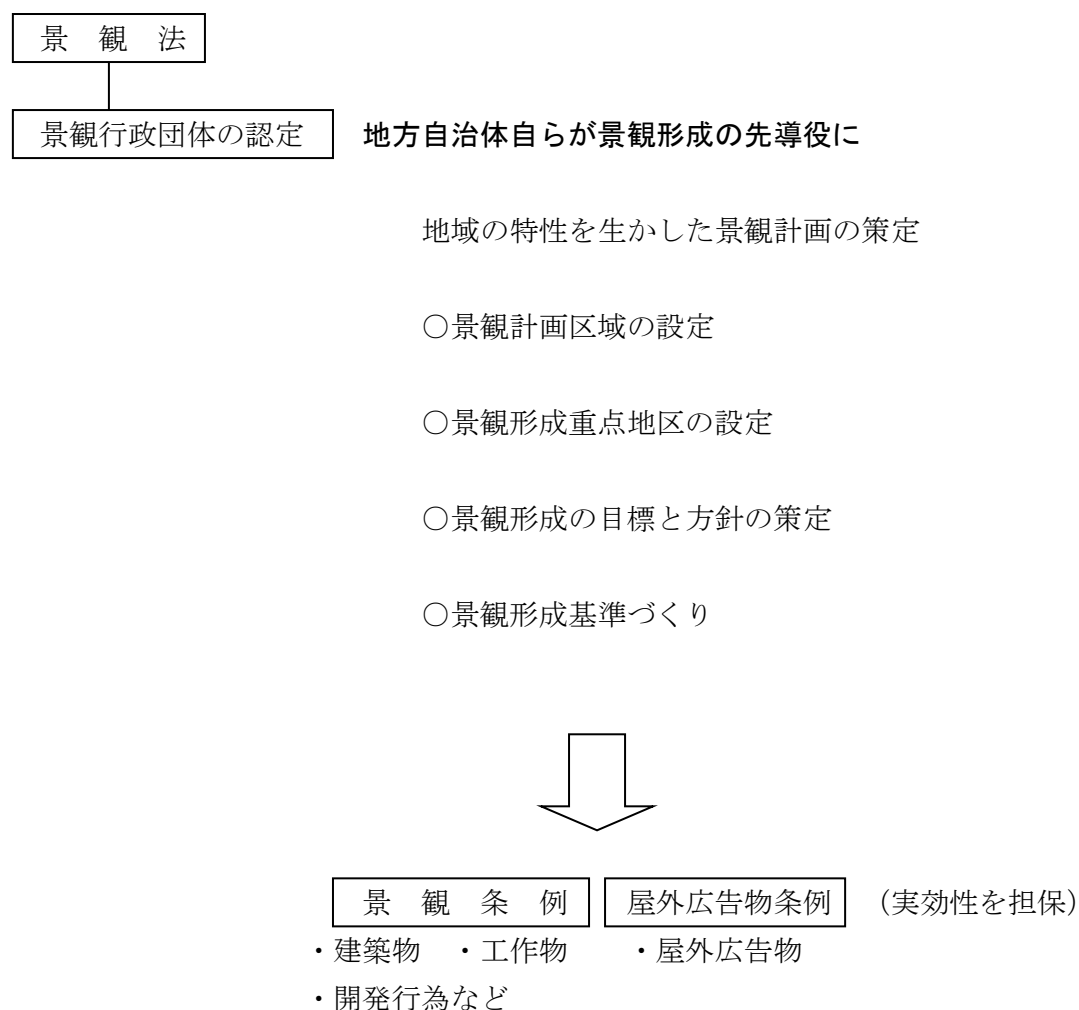 景　観　法
景観行政団体の認定　地方自治体自らが景観形成の先導役に
地域の特性を生かした景観計画の策定
○景観計画区域の設定
○景観形成重点地区の設定
○景観形成の目標と方針の策定
○景観形成基準づくり
景　観　条　例　屋外広告物条例　（実効性を担保）
・建築物　・工作物　・屋外広告物
・開発行為など